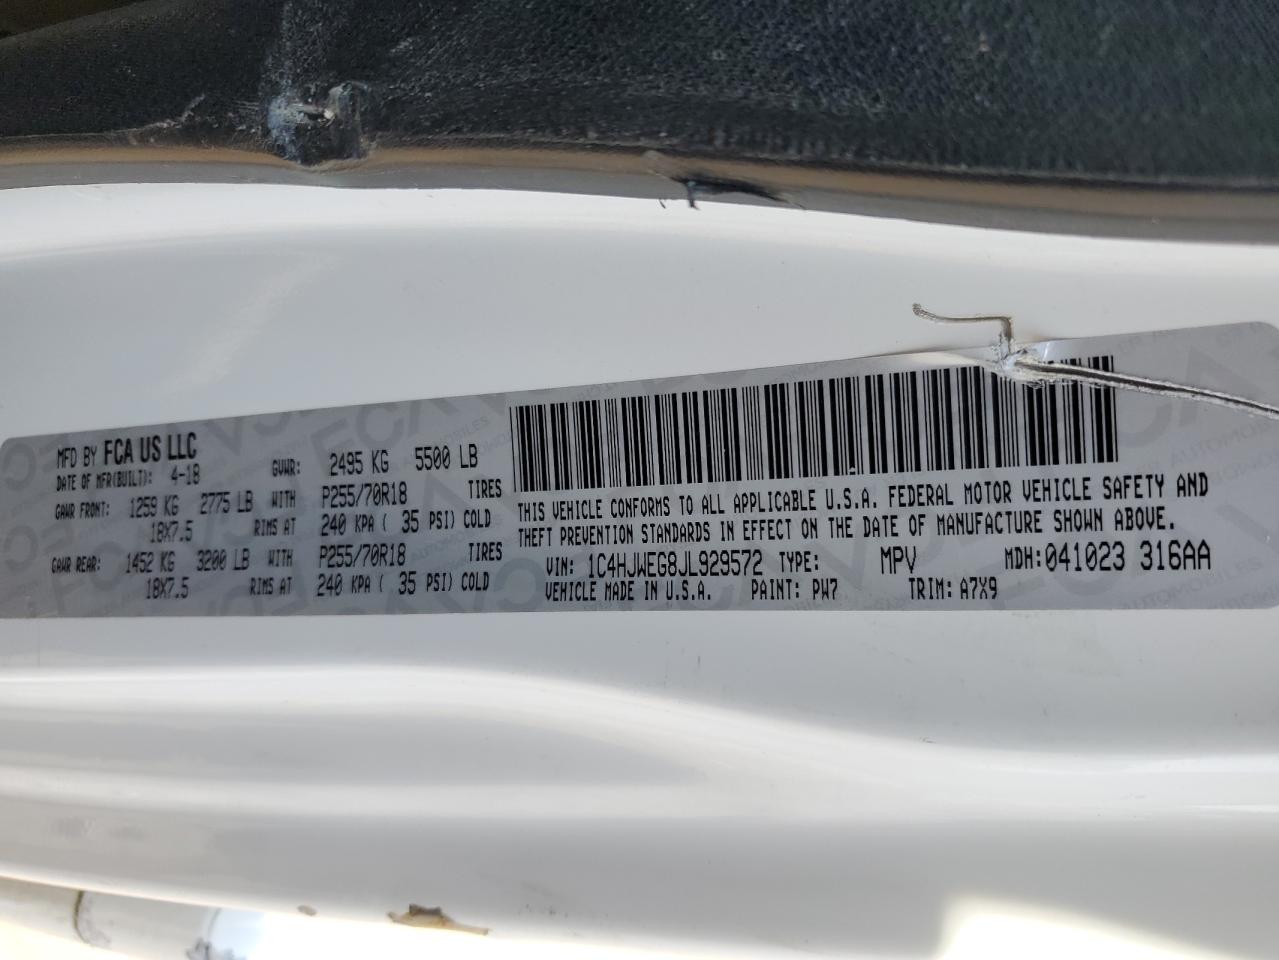 MFD BY FCA US LLC
DATE OF MFR(BUILT): 4-18 GVWR: 2495 KG 5500 LB
GAWR FRONT: 1259 KG 2775 LB WITH P255/70R18 TIRES
18X7.5 RIMS AT 240 KPA ( 35 PSI) COLD
GAWR REAR: 1452 KG 3200 LB WITH P255/70R18 TIRES
18X7.5 RIMS AT 240 KPA ( 35 PSI) COLD
THIS VEHICLE CONFORMS TO ALL APPLICABLE U.S.A. FEDERAL MOTOR VEHICLE SAFETY AND
THEFT PREVENTION STANDARDS IN EFFECT ON THE DATE OF MANUFACTURE SHOWN ABOVE.
VIN: 1C4HJWEG8JL929572 TYPE: MPV MDH:041023 316AA
VEHICLE MADE IN U.S.A. PAINT: PW7 TRIM: A7X9